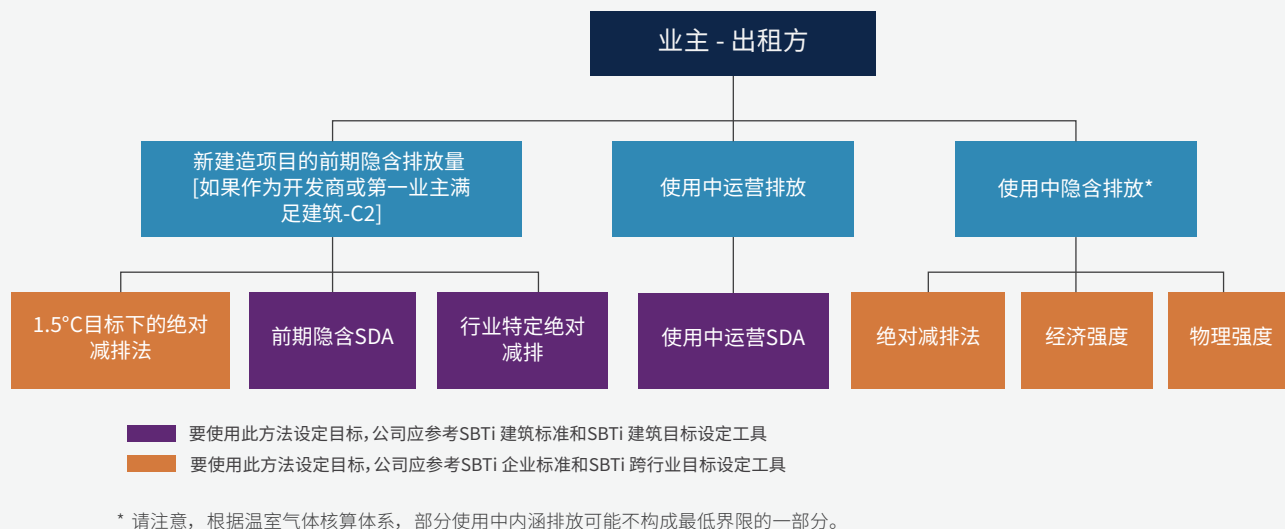 业主 - 出租方
新建造项目的前期隐含排放量
[如果作为开发商或第一业主满
足建筑-C2]
使用中运营排放
使用中隐含排放*
1.5°C目标下的绝对
减排法
前期隐含SDA
行业特定绝对
减排
使用中运营SDA
绝对减排法
经济强度
物理强度
要使用此方法设定目标,公司应参考SBTi 建筑标准和SBTi 建筑目标设定工具
要使用此方法设定目标,公司应参考SBTi 企业标准和SBTi 跨行业目标设定工具
* 请注意，根据温室气体核算体系，部分使用中内涵排放可能不构成最低界限的一部分。